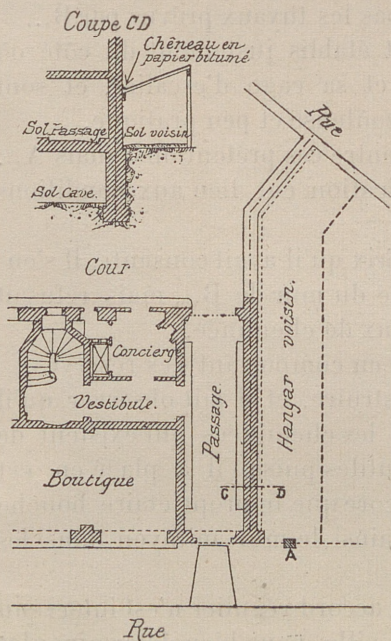 Coupe CD
Chêneau en
papier bitumé
Sol Passage
Sol voisin
Sol Cave.
Rue
Cour
Concierge
Vestibule.
Passage
Hangar voisin.
Boutique
C D
A
Rue